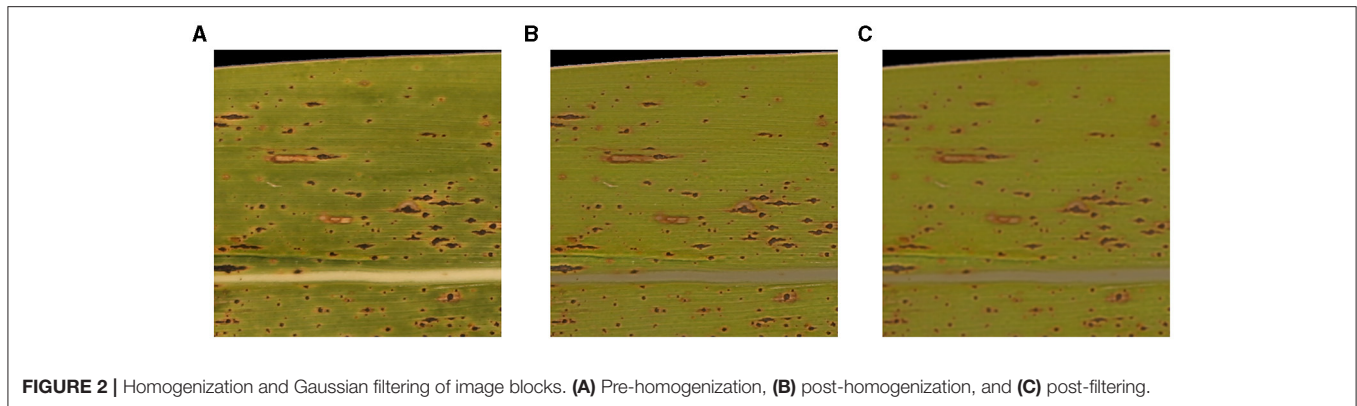 A B C
FIGURE 2 | Homogenization and Gaussian filtering of image blocks. (A) Pre-homogenization, (B) post-homogenization, and (C) post-filtering.